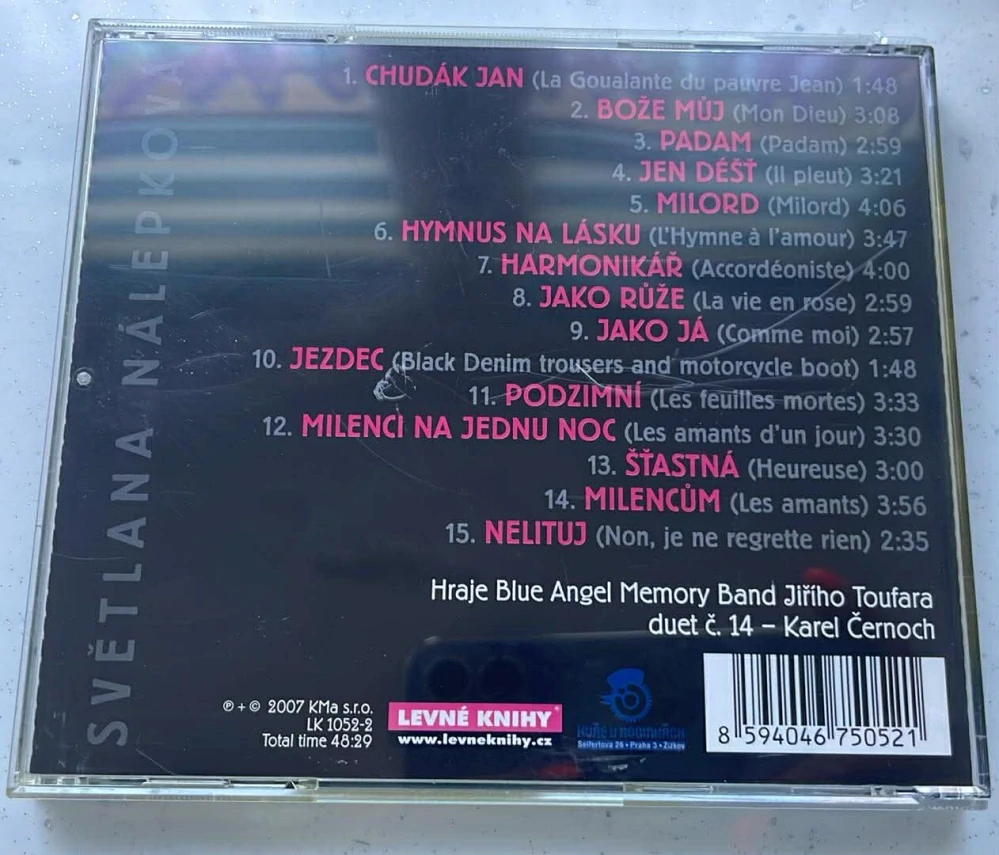 SVĚTLANA NÁLEPKOVÁ
1. CHUDÁK JAN (La Goualante du pauvre Jean) 1:48
2. BOŽE MŮJ (Mon Dieu) 3:08
3. PADAM (Padam) 2:59
4. JEN DÉŠŤ (Il pleut) 3:21
5. MILORD (Milord) 4:06
6. HYMNUS NA LÁSKU (L'Hymne à l'amour) 3:47
7. HARMONIKÁŘ (Accordéoniste) 4:00
8. JAKO RŮŽE (La vie en rose) 2:59
9. JAKO JÁ (Comme moi) 2:57
10. JEZDEC (Black Denim trousers and motorcycle boot) 1:48
11. PODZIMNÍ (Les feuilles mortes) 3:33
12. MILENCI NA JEDNU NOC (Les amants d'un jour) 3:30
13. ŠŤASTNÁ (Heureuse) 3:00
14. MILENCŮM (Les amants) 3:56
15. NELITUJ (Non, je ne regrette rien) 2:35
Hraje Blue Angel Memory Band Jiřího Toufara
duet č. 14 – Karel Černoch
℗ + © 2007 KMa s.r.o.
LK 1052-2
Total time 48:29
LEVNÉ KNIHY
www.levneknihy.cz
Seifertova 26 • Praha 3 • Žižkov
8 594046 750521